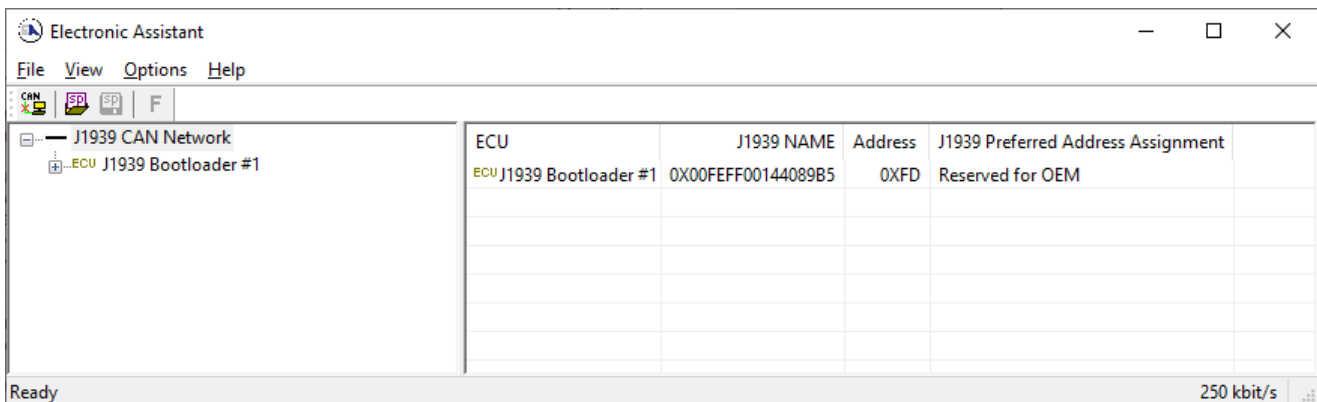 Electronic Assistant
File View Options Help
CAN SP SP F
J1939 CAN Network
ECU J1939 Bootloader #1
ECU J1939 NAME Address J1939 Preferred Address Assignment
ECU J1939 Bootloader #1 0X00FEFF00144089B5 0XFD Reserved for OEM
Ready 250 kbit/s